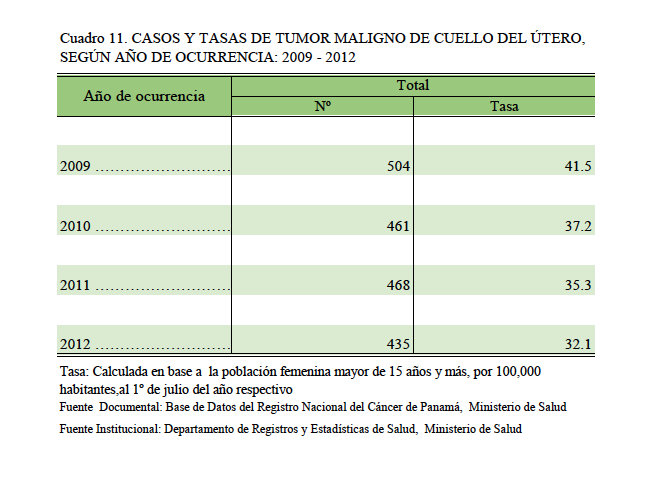 Cuadro 11. CASOS Y TASAS DE TUMOR MALIGNO DE CUELLO DEL ÚTERO,
SEGÚN AÑO DE OCURRENCIA: 2009 - 2012
Año de ocurrencia Total
Nº Tasa
2009 ……………………… 504 41.5
2010 ……………………… 461 37.2
2011 ……………………… 468 35.3
2012 ……………………… 435 32.1
Tasa: Calculada en base a la población femenina mayor de 15 años y más, por 100,000
habitantes,al 1º de julio del año respectivo
Fuente Documental: Base de Datos del Registro Nacional del Cáncer de Panamá, Ministerio de Salud
Fuente Institucional: Departamento de Registros y Estadísticas de Salud, Ministerio de Salud